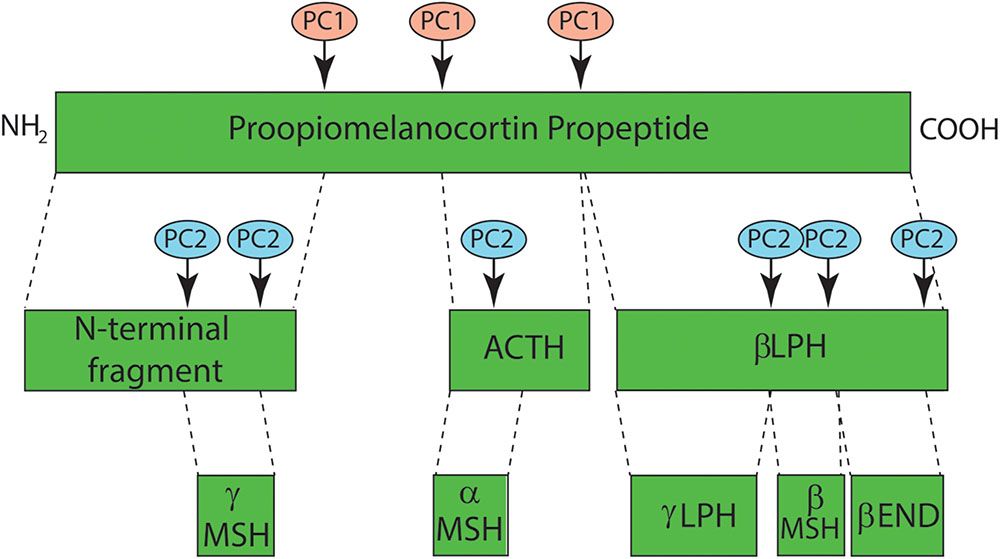 PC1 PC1 PC1
NH2 Proopiomelanocortin Propeptide COOH
PC2 PC2 PC2 PC2 PC2 PC2
N-terminal
fragment
ACTH
βLPH
γ
MSH
α
MSH
γLPH
β
MSH
βEND